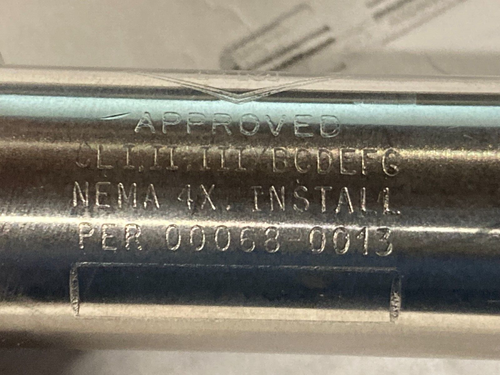 APPROVED
CL I, II, III/BCDEFG
NEMA 4X. INSTALL
PER 00068-0013